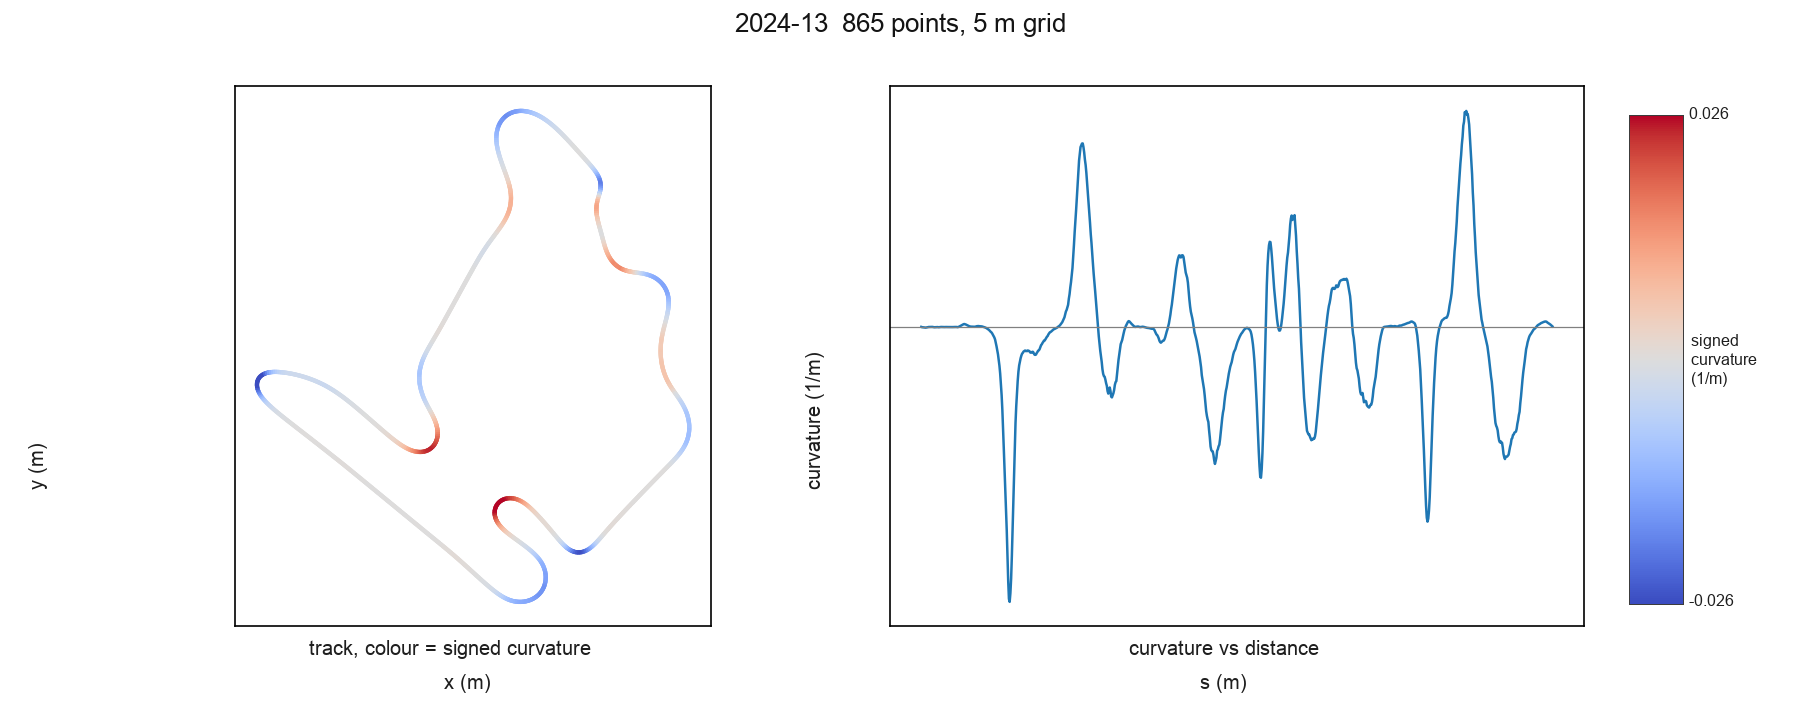 2024-13  865 points, 5 m grid
y (m)
track, colour = signed curvature
x (m)
curvature (1/m)
curvature vs distance
s (m)
0.026
signed
curvature
(1/m)
-0.026